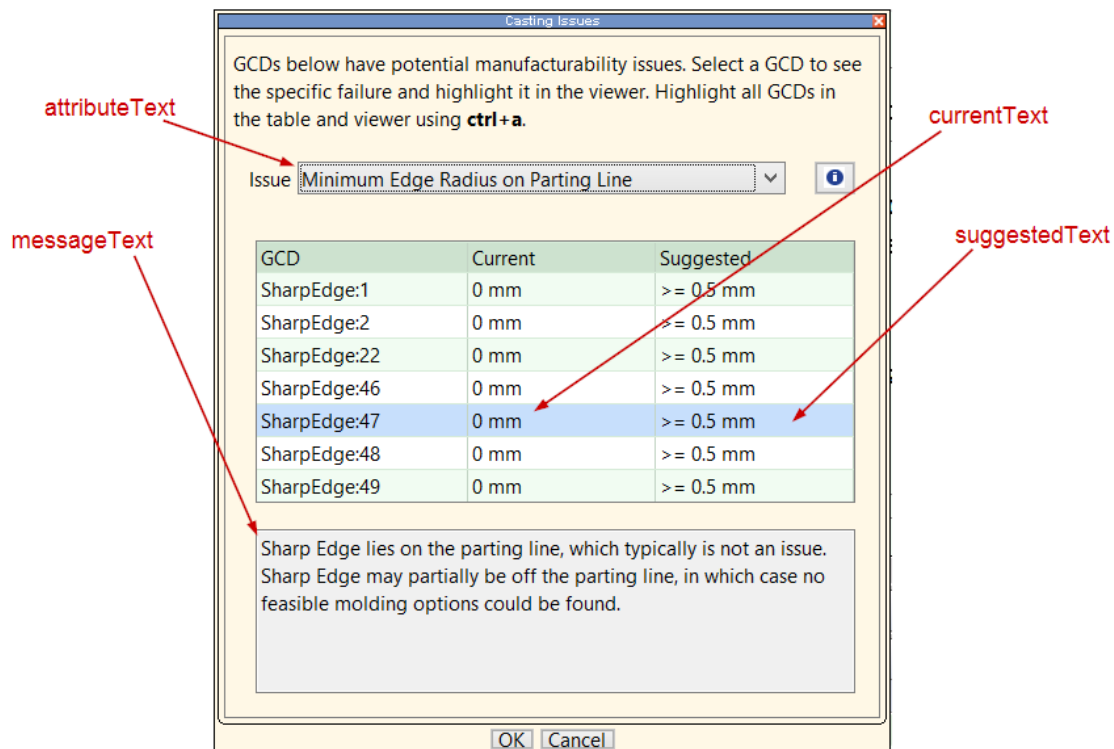 Casting Issues
GCDs below have potential manufacturability issues. Select a GCD to see
the specific failure and highlight it in the viewer. Highlight all GCDs in
the table and viewer using ctrl+a.
attributeText
currentText
Issue Minimum Edge Radius on Parting Line
messageText
suggestedText
GCD Current Suggested
SharpEdge:1 0 mm >= 0.5 mm
SharpEdge:2 0 mm >= 0.5 mm
SharpEdge:22 0 mm >= 0.5 mm
SharpEdge:46 0 mm >= 0.5 mm
SharpEdge:47 0 mm >= 0.5 mm
SharpEdge:48 0 mm >= 0.5 mm
SharpEdge:49 0 mm >= 0.5 mm
Sharp Edge lies on the parting line, which typically is not an issue.
Sharp Edge may partially be off the parting line, in which case no
feasible molding options could be found.
OK Cancel